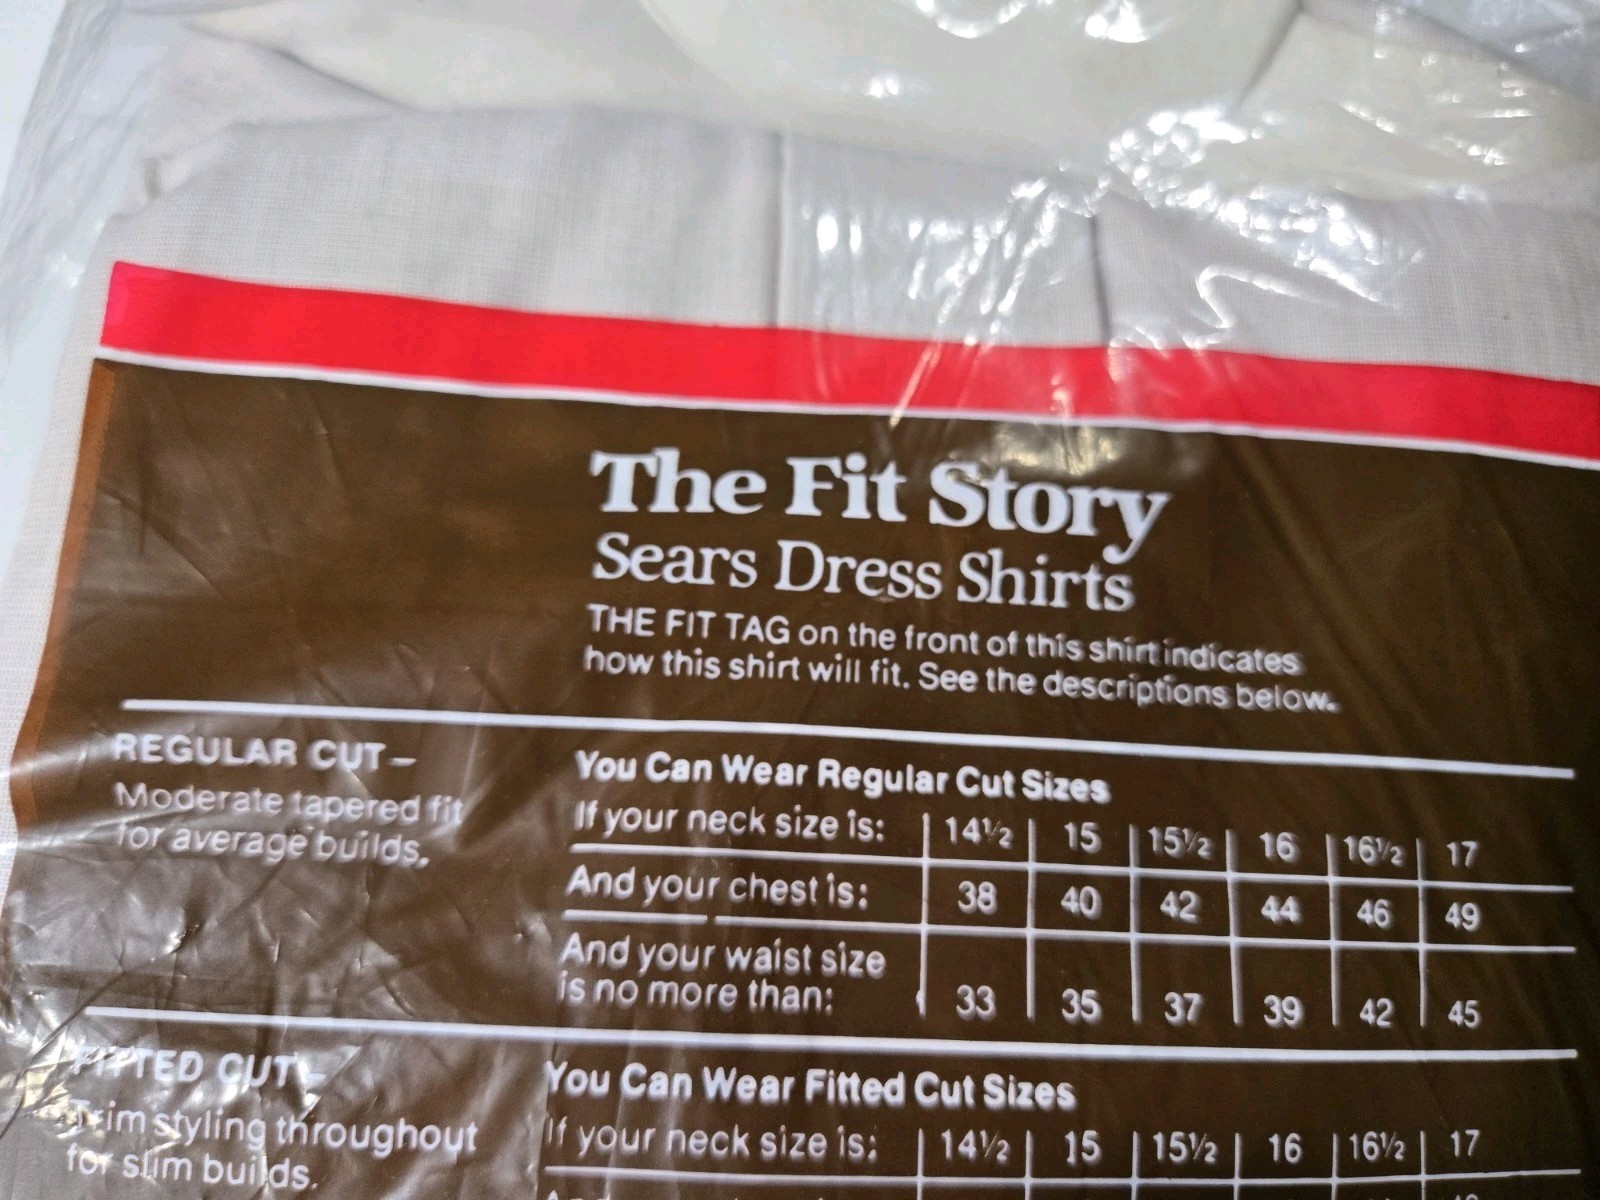 The Fit Story
Sears Dress Shirts
THE FIT TAG on the front of this shirt indicates
how this shirt will fit. See the descriptions below.
REGULAR CUT –
Moderate tapered fit
for average builds.
You Can Wear Regular Cut Sizes
If your neck size is: 14½ 15 15½ 16 16½ 17
And your chest is: 38 40 42 44 46 49
And your waist size
is no more than: 33 35 37 39 42 45
FITTED CUT –
Trim styling throughout
for slim builds.
You Can Wear Fitted Cut Sizes
If your neck size is: 14½ 15 15½ 16 16½ 17